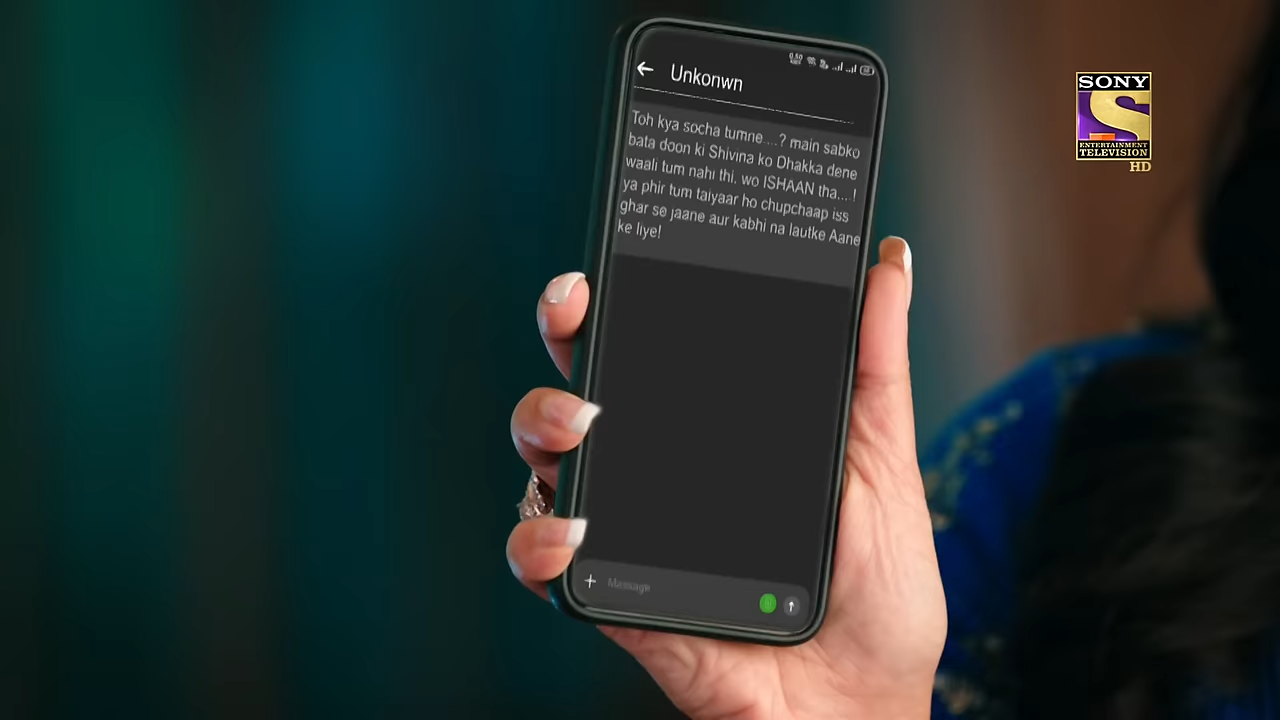 Unkonwn
Toh kya socha tumne ...? main sabko
bata doon ki Shivina ko Dhakka dene
waali tum nahi thi. wo ISHAAN tha... !
ya phir tum taiyaar ho chupchaap iss
ghar se jaane aur kabhi na lautke Aane
ke liye!
+ Massage
SONY
S
ENTERTAINMENT
TELEVISION
HD